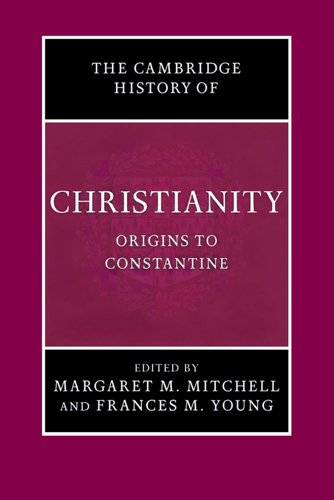 THE CAMBRIDGE
HISTORY OF
CHRISTIANITY
ORIGINS TO
CONSTANTINE
EDITED BY
MARGARET M. MITCHELL
AND FRANCES M. YOUNG